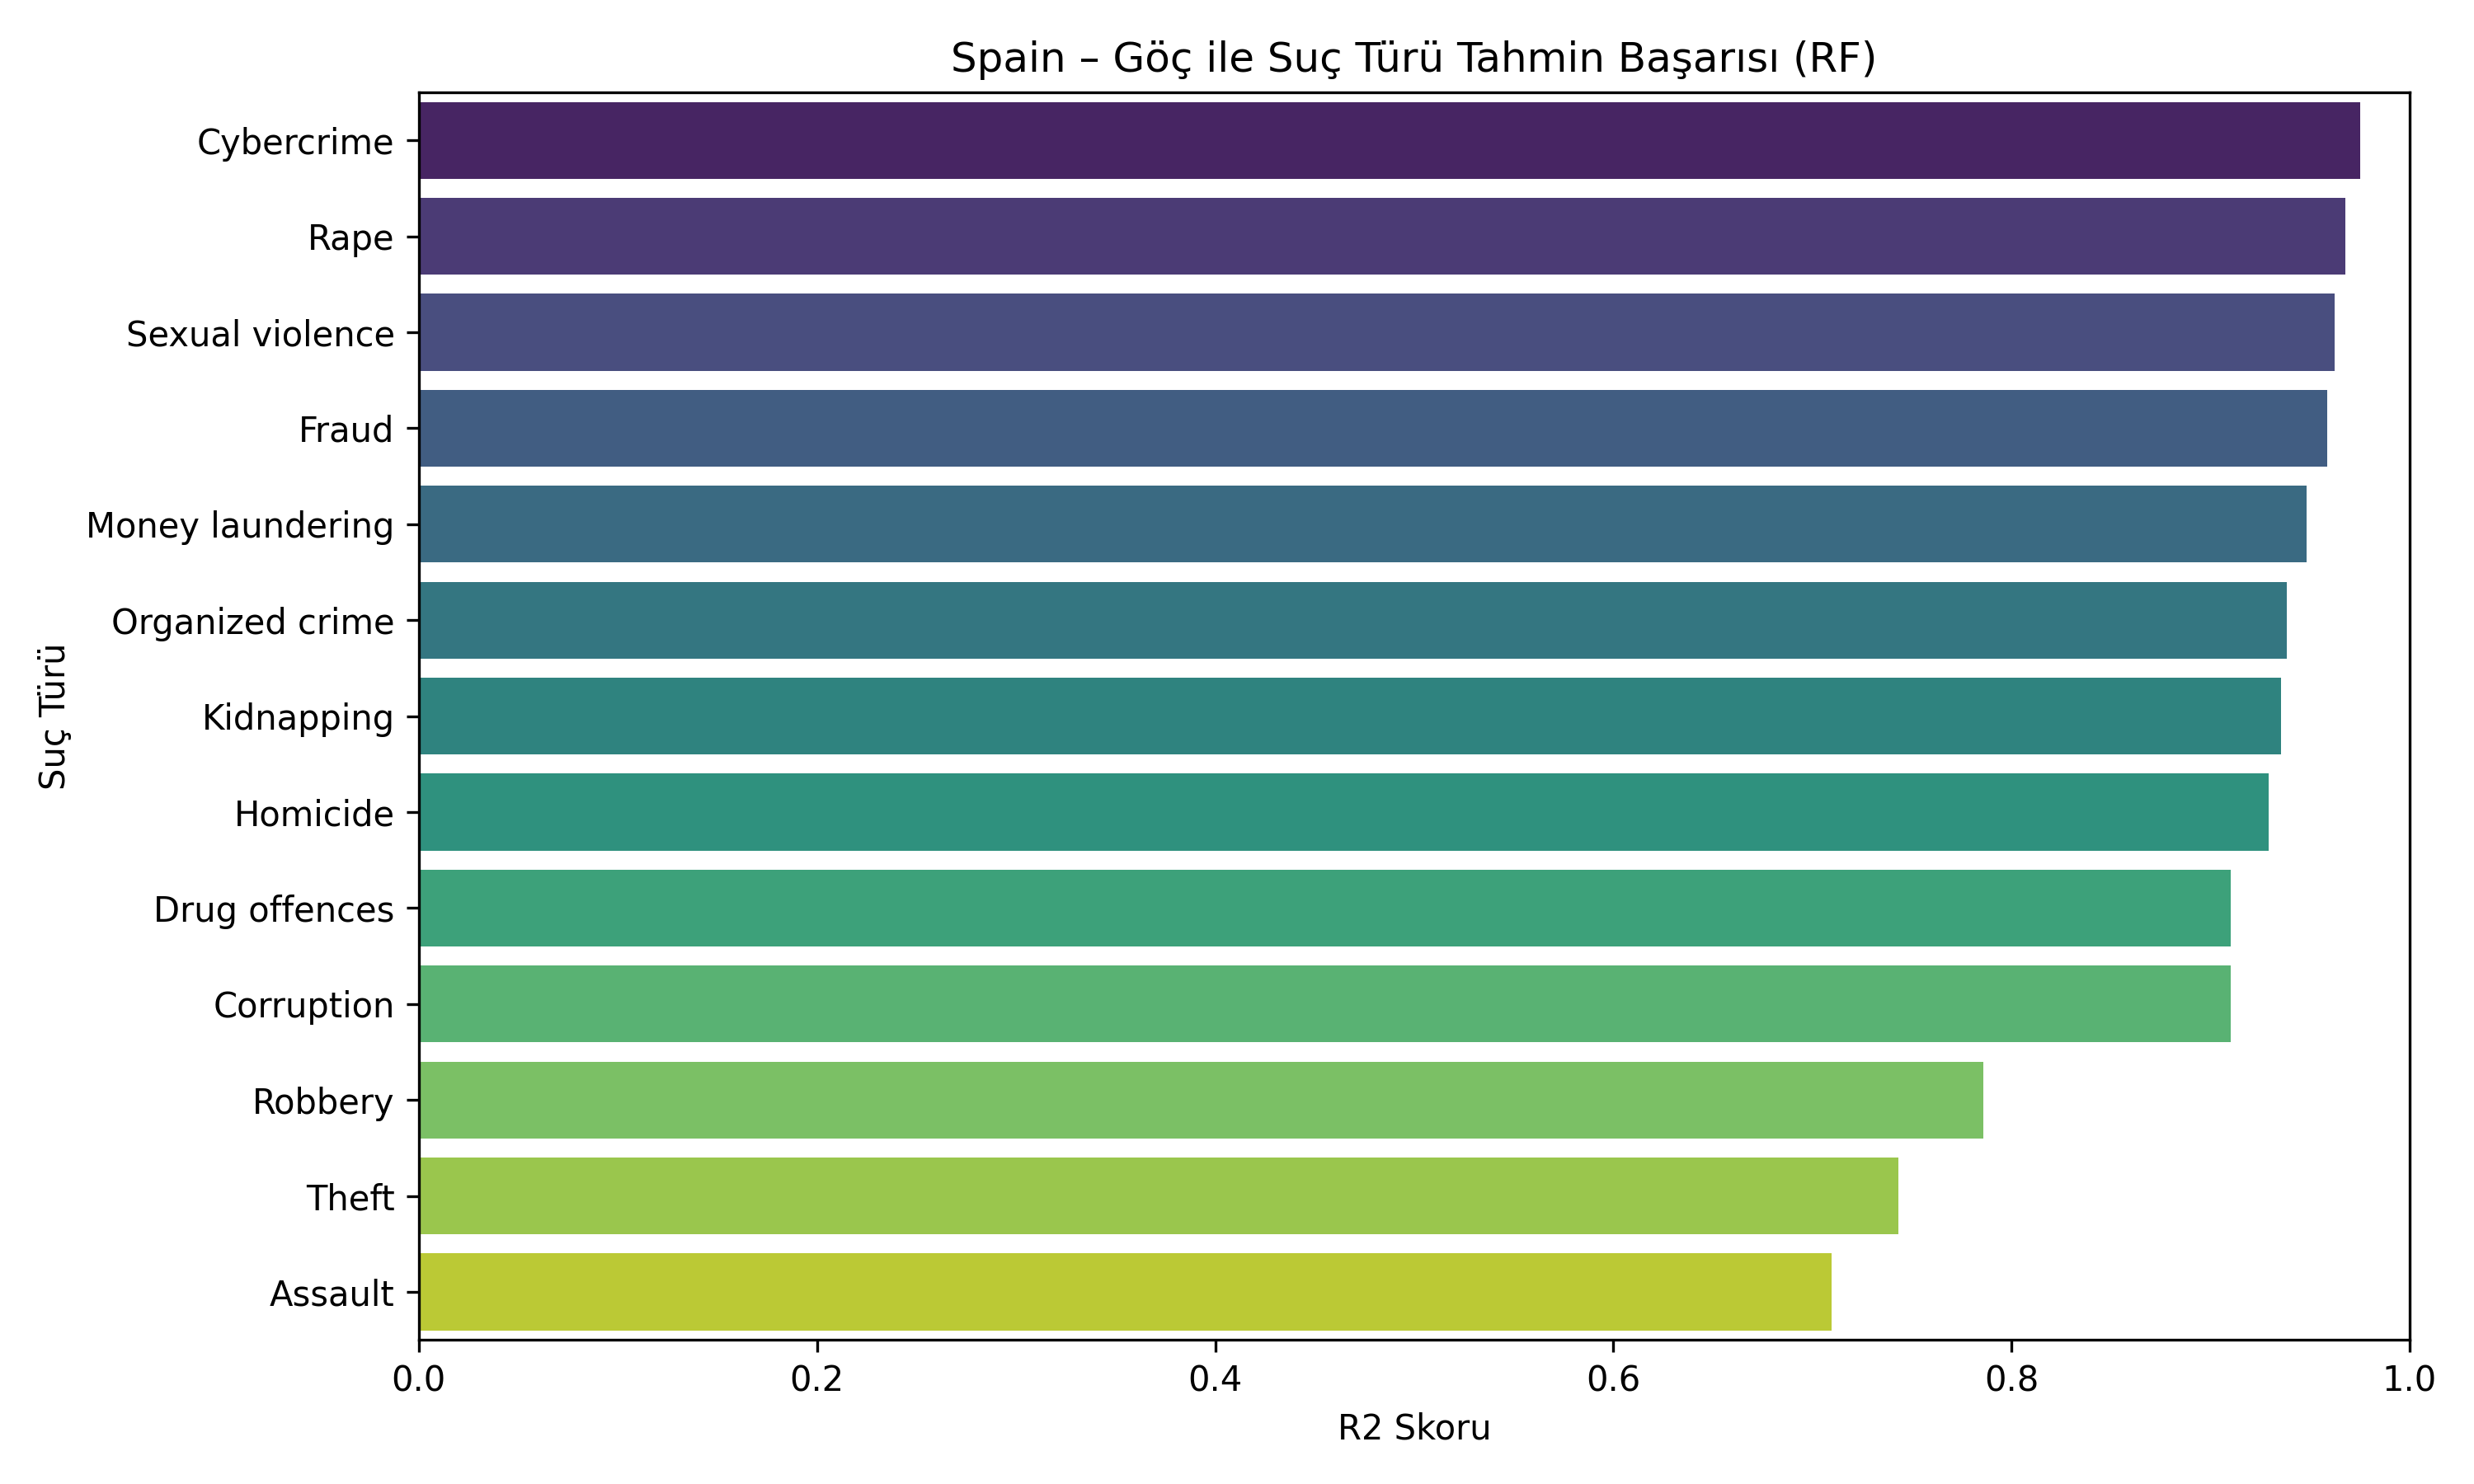 Spain – Göç ile Suç Türü Tahmin Başarısı (RF)
Suç Türü
Cybercrime
Rape
Sexual violence
Fraud
Money laundering
Organized crime
Kidnapping
Homicide
Drug offences
Corruption
Robbery
Theft
Assault
0.0 0.2 0.4 0.6 0.8 1.0
R2 Skoru